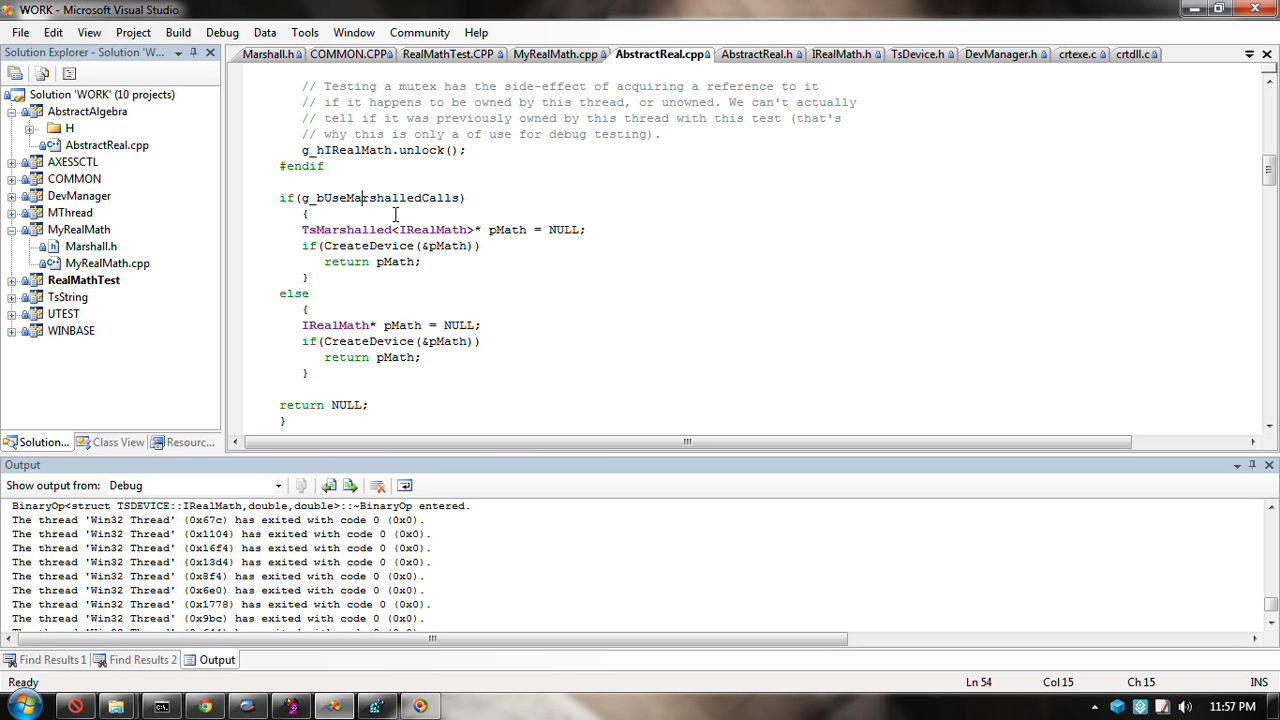 WORK - Microsoft Visual Studio
File Edit View Project Build Debug Data Tools Window Community Help
Solution Explorer - Solution 'W...
Marshall.h COMMON.CPP RealMathTest.CPP MyRealMath.cpp AbstractReal.cpp AbstractReal.h IRealMath.h TsDevice.h DevManager.h crtexe.c crtdll.c
Solution 'WORK' (10 projects)
AbstractAlgebra
H
AbstractReal.cpp
AXESSCTL
COMMON
DevManager
MThread
MyRealMath
Marshall.h
MyRealMath.cpp
RealMathTest
TsString
UTEST
WINBASE
Solution... Class View Resourc...
// Testing a mutex has the side-effect of acquiring a reference to it
// if it happens to be owned by this thread, or unowned. We can't actually
// tell if it was previously owned by this thread with this test (that's
// why this is only a of use for debug testing).
g_hIRealMath.unlock();
#endif
if(g_bUseMarshalledCalls)
{
TsMarshalled<IRealMath>* pMath = NULL;
if(CreateDevice(&pMath))
return pMath;
}
else
{
IRealMath* pMath = NULL;
if(CreateDevice(&pMath))
return pMath;
}
return NULL;
}
Output
Show output from: Debug
BinaryOp<struct TSDEVICE::IRealMath,double,double>::~BinaryOp entered.
The thread 'Win32 Thread' (0x67c) has exited with code 0 (0x0).
The thread 'Win32 Thread' (0x1104) has exited with code 0 (0x0).
The thread 'Win32 Thread' (0x16f4) has exited with code 0 (0x0).
The thread 'Win32 Thread' (0x13d4) has exited with code 0 (0x0).
The thread 'Win32 Thread' (0x8f4) has exited with code 0 (0x0).
The thread 'Win32 Thread' (0x6e0) has exited with code 0 (0x0).
The thread 'Win32 Thread' (0x1778) has exited with code 0 (0x0).
The thread 'Win32 Thread' (0x9bc) has exited with code 0 (0x0).
Find Results 1 Find Results 2 Output
Ready Ln 54 Col 15 Ch 15 INS
11:57 PM